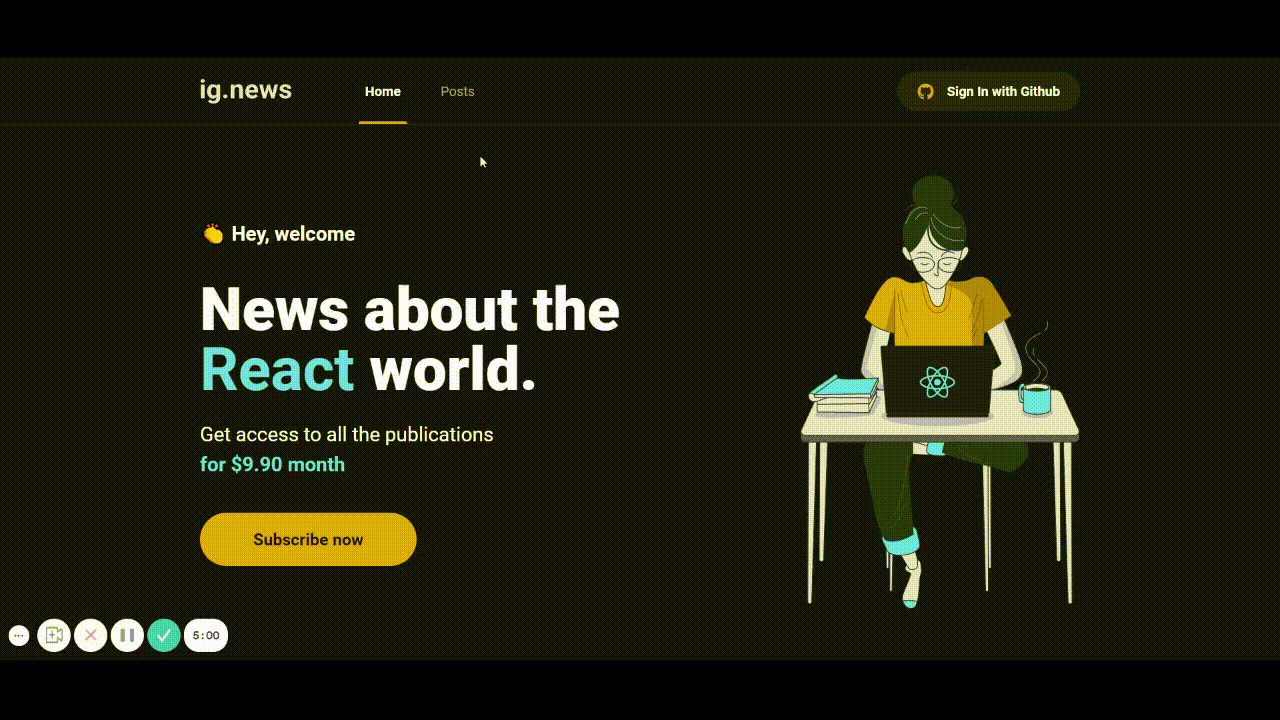 ig.news
Home
Posts
Sign In with Github
👏 Hey, welcome
News about the
React world.
Get access to all the publications
for $9.90 month
Subscribe now
5:00